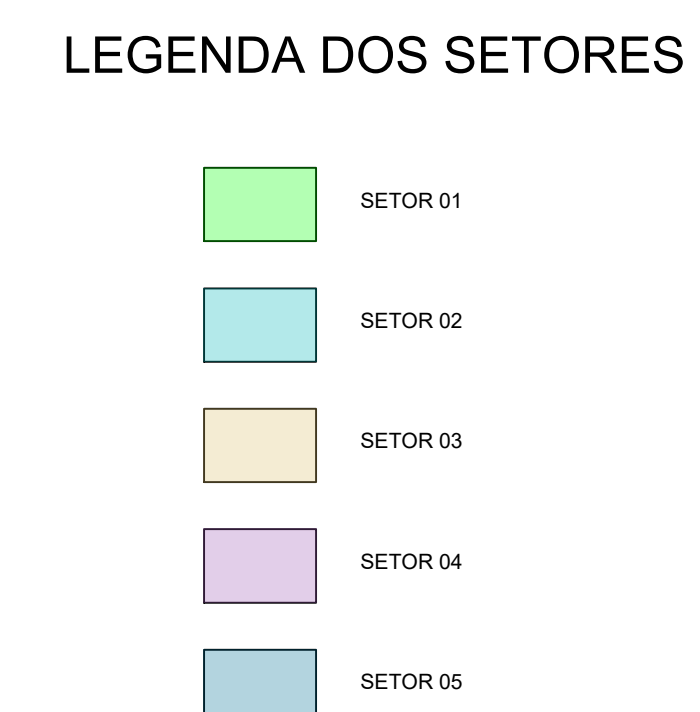 LEGENDA DOS SETORES
SETOR 01
SETOR 02
SETOR 03
SETOR 04
SETOR 05